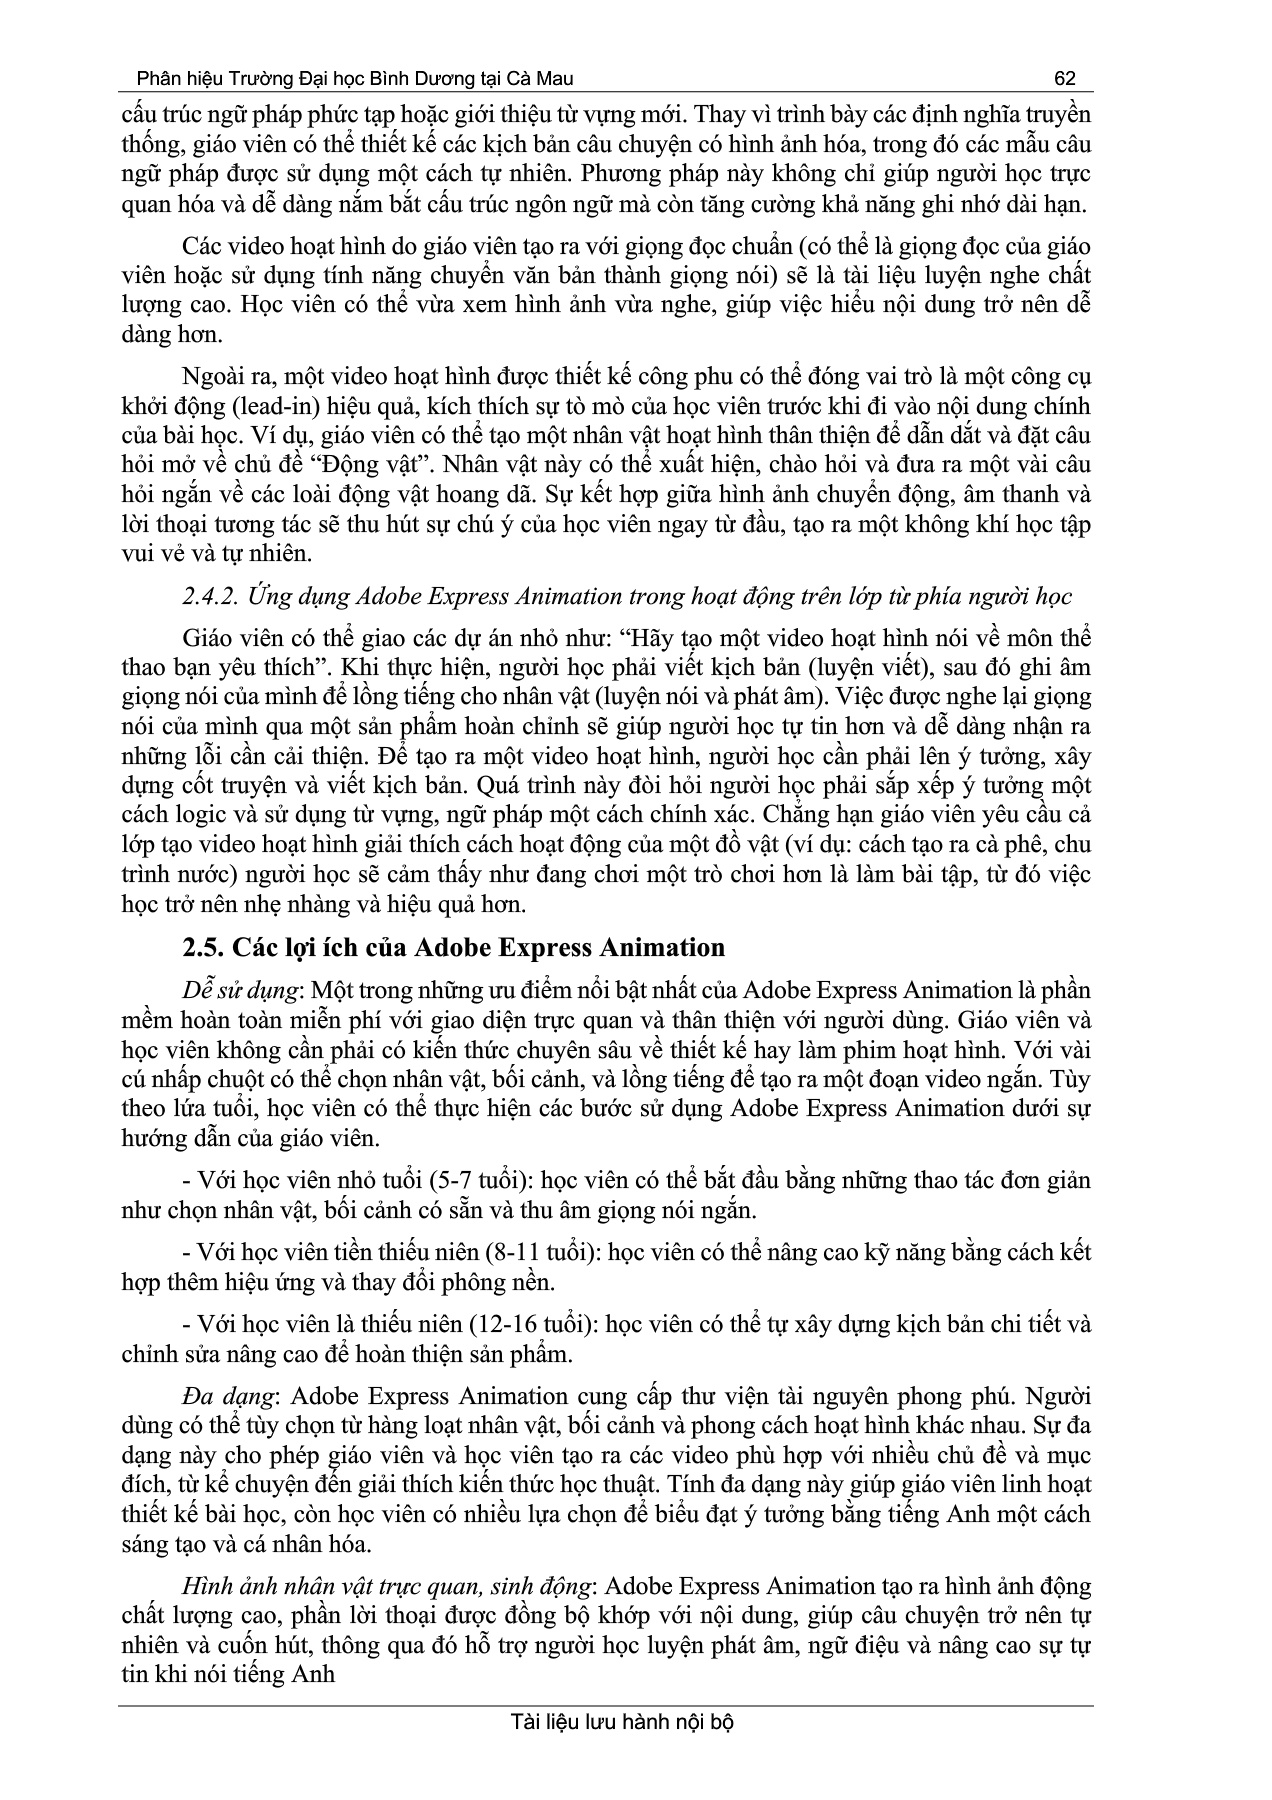 Phân hiệu Trường Đại học Bình Dương tại Cà Mau 62
cấu trúc ngữ pháp phức tạp hoặc giới thiệu từ vựng mới. Thay vì trình bày các định nghĩa truyền
thống, giáo viên có thể thiết kế các kịch bản câu chuyện có hình ảnh hóa, trong đó các mẫu câu
ngữ pháp được sử dụng một cách tự nhiên. Phương pháp này không chỉ giúp người học trực
quan hóa và dễ dàng nắm bắt cấu trúc ngôn ngữ mà còn tăng cường khả năng ghi nhớ dài hạn.
Các video hoạt hình do giáo viên tạo ra với giọng đọc chuẩn (có thể là giọng đọc của giáo
viên hoặc sử dụng tính năng chuyển văn bản thành giọng nói) sẽ là tài liệu luyện nghe chất
lượng cao. Học viên có thể vừa xem hình ảnh vừa nghe, giúp việc hiểu nội dung trở nên dễ
dàng hơn.
Ngoài ra, một video hoạt hình được thiết kế công phu có thể đóng vai trò là một công cụ
khởi động (lead-in) hiệu quả, kích thích sự tò mò của học viên trước khi đi vào nội dung chính
của bài học. Ví dụ, giáo viên có thể tạo một nhân vật hoạt hình thân thiện để dẫn dắt và đặt câu
hỏi mở về chủ đề “Động vật”. Nhân vật này có thể xuất hiện, chào hỏi và đưa ra một vài câu
hỏi ngắn về các loài động vật hoang dã. Sự kết hợp giữa hình ảnh chuyển động, âm thanh và
lời thoại tương tác sẽ thu hút sự chú ý của học viên ngay từ đầu, tạo ra một không khí học tập
vui vẻ và tự nhiên.
2.4.2. Ứng dụng Adobe Express Animation trong hoạt động trên lớp từ phía người học
Giáo viên có thể giao các dự án nhỏ như: “Hãy tạo một video hoạt hình nói về môn thể
thao bạn yêu thích”. Khi thực hiện, người học phải viết kịch bản (luyện viết), sau đó ghi âm
giọng nói của mình để lồng tiếng cho nhân vật (luyện nói và phát âm). Việc được nghe lại giọng
nói của mình qua một sản phẩm hoàn chỉnh sẽ giúp người học tự tin hơn và dễ dàng nhận ra
những lỗi cần cải thiện. Để tạo ra một video hoạt hình, người học cần phải lên ý tưởng, xây
dựng cốt truyện và viết kịch bản. Quá trình này đòi hỏi người học phải sắp xếp ý tưởng một
cách logic và sử dụng từ vựng, ngữ pháp một cách chính xác. Chẳng hạn giáo viên yêu cầu cả
lớp tạo video hoạt hình giải thích cách hoạt động của một đồ vật (ví dụ: cách tạo ra cà phê, chu
trình nước) người học sẽ cảm thấy như đang chơi một trò chơi hơn là làm bài tập, từ đó việc
học trở nên nhẹ nhàng và hiệu quả hơn.
2.5. Các lợi ích của Adobe Express Animation
Dễ sử dụng: Một trong những ưu điểm nổi bật nhất của Adobe Express Animation là phần
mềm hoàn toàn miễn phí với giao diện trực quan và thân thiện với người dùng. Giáo viên và
học viên không cần phải có kiến thức chuyên sâu về thiết kế hay làm phim hoạt hình. Với vài
cú nhấp chuột có thể chọn nhân vật, bối cảnh, và lồng tiếng để tạo ra một đoạn video ngắn. Tùy
theo lứa tuổi, học viên có thể thực hiện các bước sử dụng Adobe Express Animation dưới sự
hướng dẫn của giáo viên.
- Với học viên nhỏ tuổi (5-7 tuổi): học viên có thể bắt đầu bằng những thao tác đơn giản
như chọn nhân vật, bối cảnh có sẵn và thu âm giọng nói ngắn.
- Với học viên tiền thiếu niên (8-11 tuổi): học viên có thể nâng cao kỹ năng bằng cách kết
hợp thêm hiệu ứng và thay đổi phông nền.
- Với học viên là thiếu niên (12-16 tuổi): học viên có thể tự xây dựng kịch bản chi tiết và
chỉnh sửa nâng cao để hoàn thiện sản phẩm.
Đa dạng: Adobe Express Animation cung cấp thư viện tài nguyên phong phú. Người
dùng có thể tùy chọn từ hàng loạt nhân vật, bối cảnh và phong cách hoạt hình khác nhau. Sự đa
dạng này cho phép giáo viên và học viên tạo ra các video phù hợp với nhiều chủ đề và mục
đích, từ kể chuyện đến giải thích kiến thức học thuật. Tính đa dạng này giúp giáo viên linh hoạt
thiết kế bài học, còn học viên có nhiều lựa chọn để biểu đạt ý tưởng bằng tiếng Anh một cách
sáng tạo và cá nhân hóa.
Hình ảnh nhân vật trực quan, sinh động: Adobe Express Animation tạo ra hình ảnh động
chất lượng cao, phần lời thoại được đồng bộ khớp với nội dung, giúp câu chuyện trở nên tự
nhiên và cuốn hút, thông qua đó hỗ trợ người học luyện phát âm, ngữ điệu và nâng cao sự tự
tin khi nói tiếng Anh
Tài liệu lưu hành nội bộ